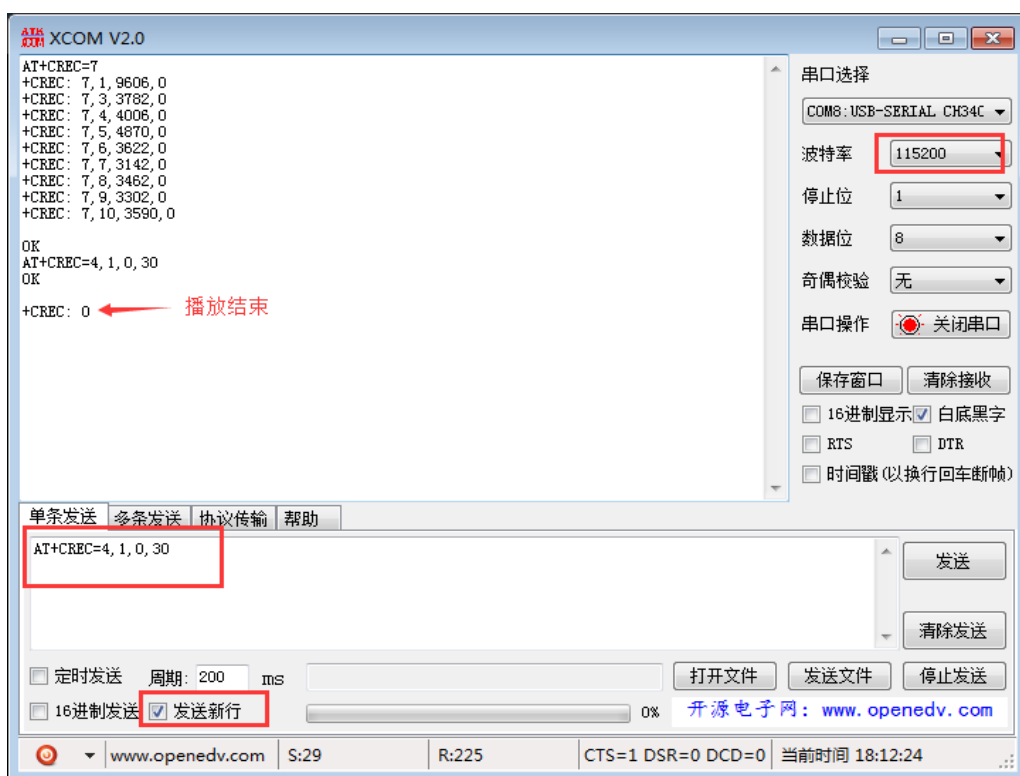 XCOM V2.0
AT+CREC=7
+CREC: 7,1,9606,0
+CREC: 7,3,3782,0
+CREC: 7,4,4006,0
+CREC: 7,5,4870,0
+CREC: 7,6,3622,0
+CREC: 7,7,3142,0
+CREC: 7,8,3462,0
+CREC: 7,9,3302,0
+CREC: 7,10,3590,0
OK
AT+CREC=4,1,0,30
OK
+CREC: 0 播放结束
串口选择
COM8:USB-SERIAL CH34C
波特率 115200
停止位 1
数据位 8
奇偶校验 无
串口操作 关闭串口
保存窗口 清除接收
16进制显示 白底黑字
RTS DTR
时间戳(以换行回车断帧)
单条发送 多条发送 协议传输 帮助
AT+CREC=4,1,0,30
发送
清除发送
定时发送 周期: 200 ms 打开文件 发送文件 停止发送
16进制发送 发送新行 0% 开源电子网: www.openedv.com
www.openedv.com S:29 R:225 CTS=1 DSR=0 DCD=0 当前时间 18:12:24